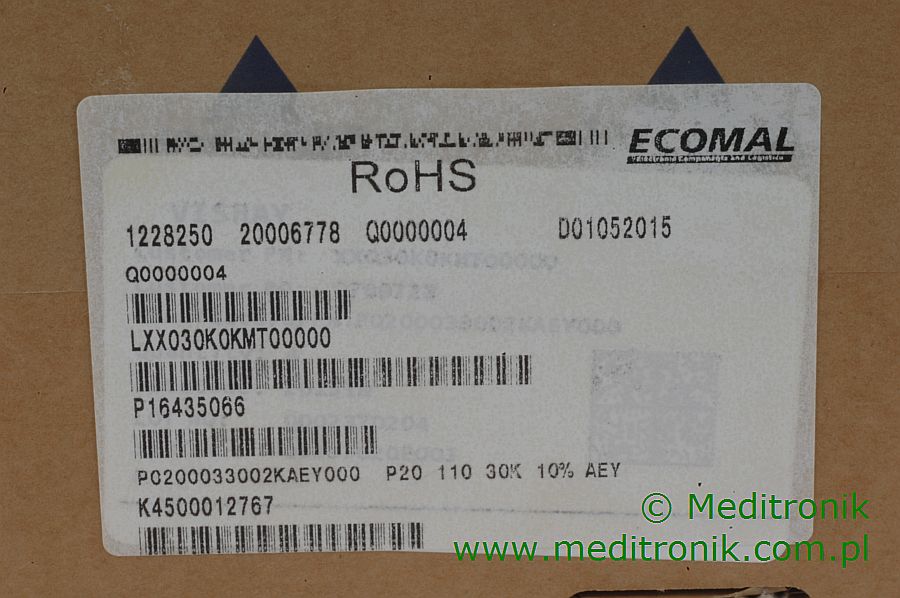 ECOMAL
RoHS
1228250 20006778 Q0000004 D01052015
Q0000004
LXX030K0KMT00000
P16435066
PC200033002KAEY000 P20 110 30K 10% AEY
K4500012767
© Meditronik
www.meditronik.com.pl